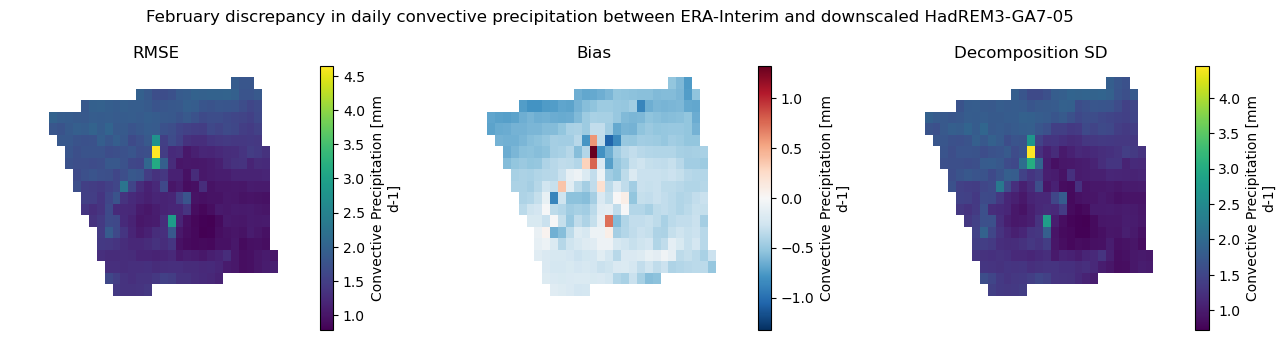 February discrepancy in daily convective precipitation between ERA-Interim and downscaled HadREM3-GA7-05
RMSE
4.5
4.0
3.5
3.0
2.5
2.0
1.5
1.0
Convective Precipitation [mm
d-1]
Bias
1.0
0.5
0.0
−0.5
−1.0
Convective Precipitation [mm
d-1]
Decomposition SD
4.0
3.5
3.0
2.5
2.0
1.5
1.0
Convective Precipitation [mm
d-1]